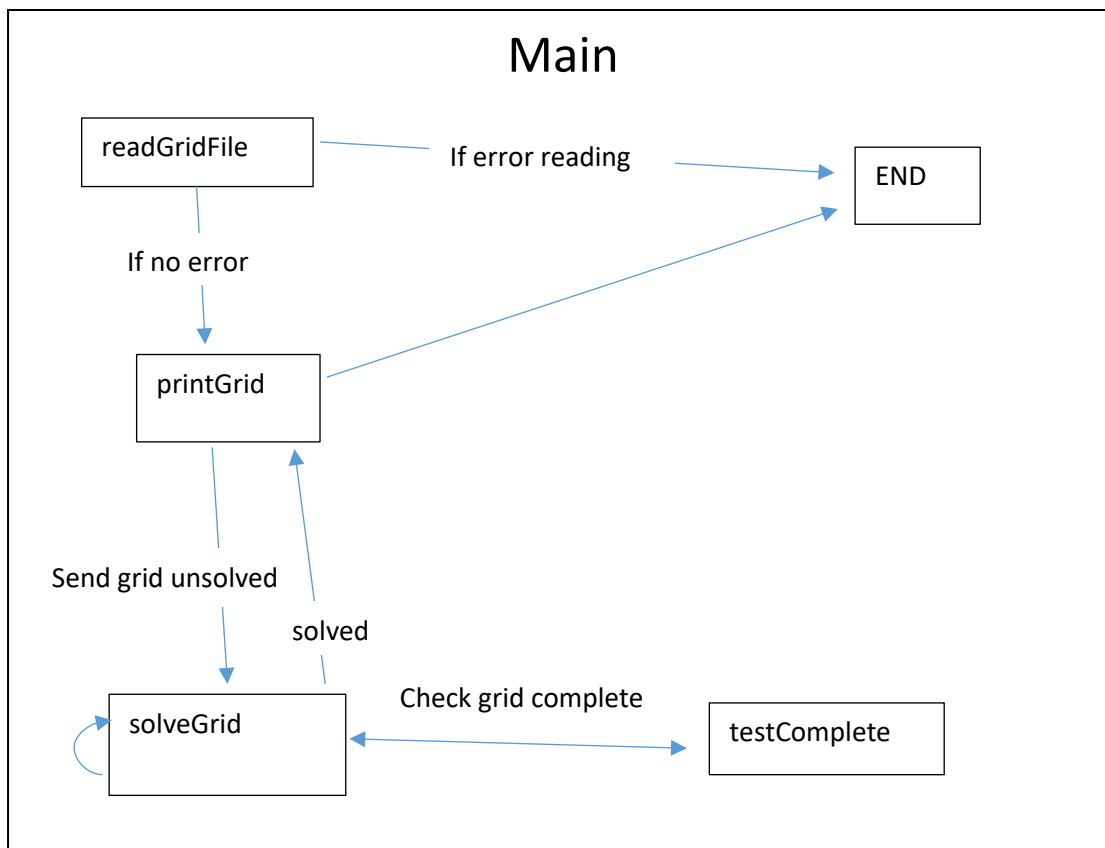 Main
readGridFile
If error reading
END
If no error
printGrid
Send grid unsolved
solved
Check grid complete
solveGrid
testComplete